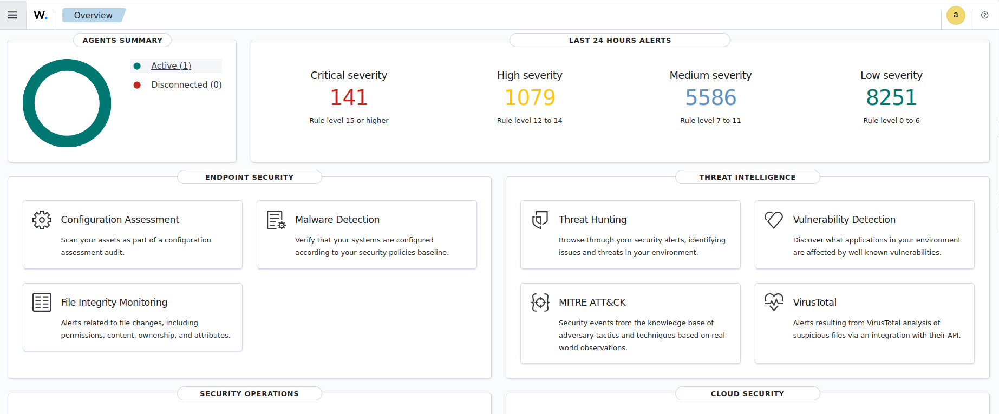 W.
Overview
a
AGENTS SUMMARY
Active (1)
Disconnected (0)
LAST 24 HOURS ALERTS
Critical severity
141
Rule level 15 or higher
High severity
1079
Rule level 12 to 14
Medium severity
5586
Rule level 7 to 11
Low severity
8251
Rule level 0 to 6
ENDPOINT SECURITY
Configuration Assessment
Scan your assets as part of a configuration
assessment audit.
Malware Detection
Verify that your systems are configured
according to your security policies baseline.
File Integrity Monitoring
Alerts related to file changes, including
permissions, content, ownership, and attributes.
THREAT INTELLIGENCE
Threat Hunting
Browse through your security alerts, identifying
issues and threats in your environment.
Vulnerability Detection
Discover what applications in your environment
are affected by well-known vulnerabilities.
MITRE ATT&CK
Security events from the knowledge base of
adversary tactics and techniques based on real-
world observations.
VirusTotal
Alerts resulting from VirusTotal analysis of
suspicious files via an integration with their API.
SECURITY OPERATIONS
CLOUD SECURITY